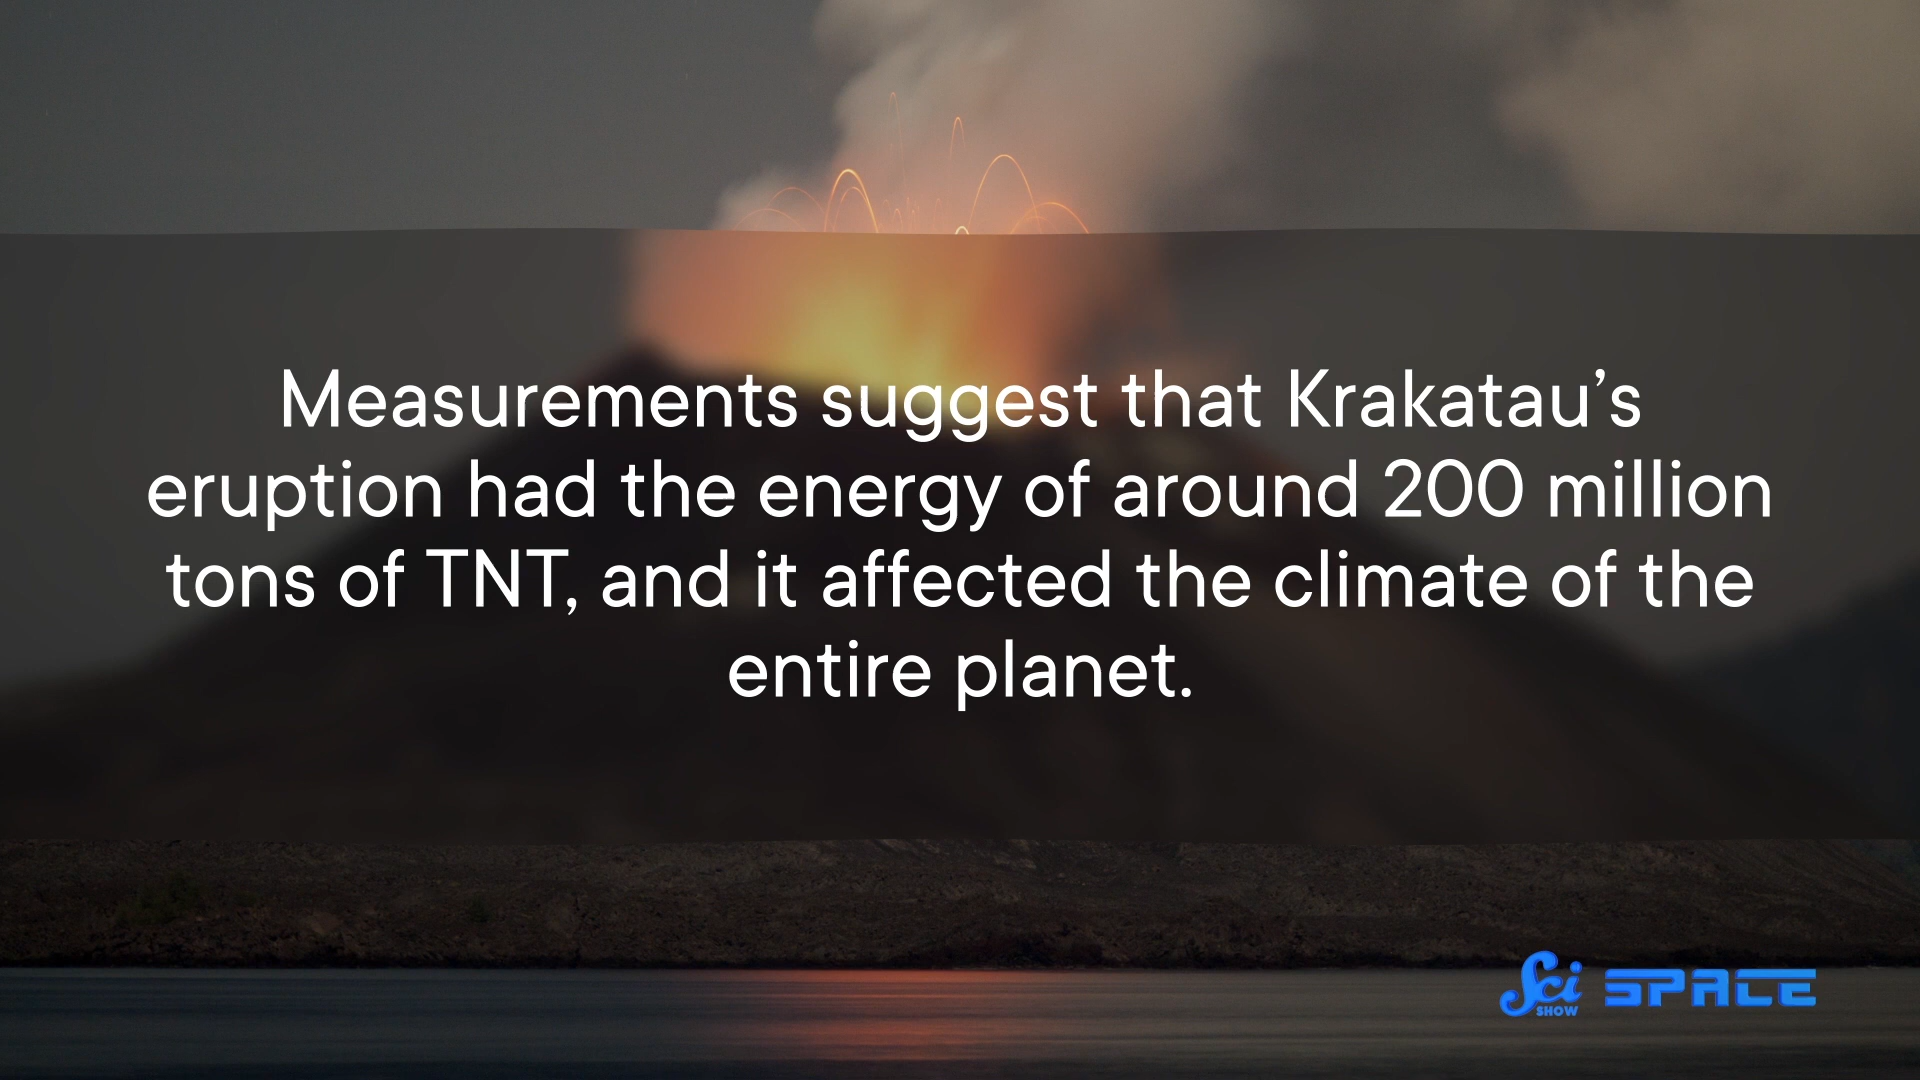 Measurements suggest that Krakatau’s
eruption had the energy of around 200 million
tons of TNT, and it affected the climate of the
entire planet.
Sci SHOW SPACE